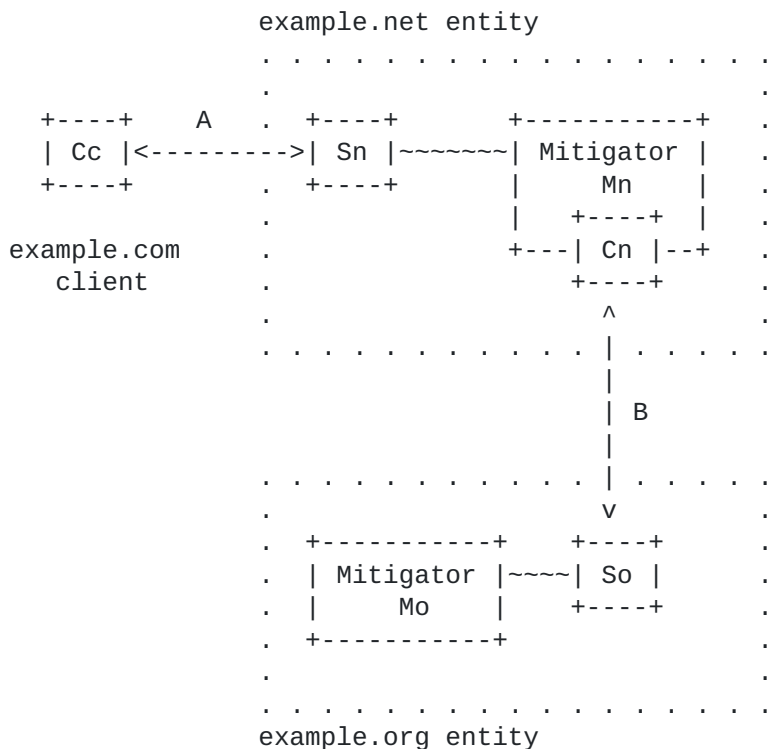 example.net entity
                   . . . . . . . . . . . . . . . .
                   .                              .
      +----+    A  .  +----+       +-----------+  .
      | Cc |<--------->| Sn |~~~~~~~| Mitigator |  .
      +----+       .  +----+       |     Mn    |  .
                   .               |   +----+  |  .
    example.com    .               +---| Cn |--+  .
       client      .                   +----+     .
                   .                     ^        .
                   . . . . . . . . . . . | . . . . .
                                         |
                                         | B
                                         |
                   . . . . . . . . . . . | . . . . .
                   .                     v        .
                   .  +-----------+    +----+     .
                   .  | Mitigator |~~~~| So |     .
                   .  |     Mo    |    +----+     .
                   .  +-----------+               .
                   .                              .
                   . . . . . . . . . . . . . . . .
                   example.org entity